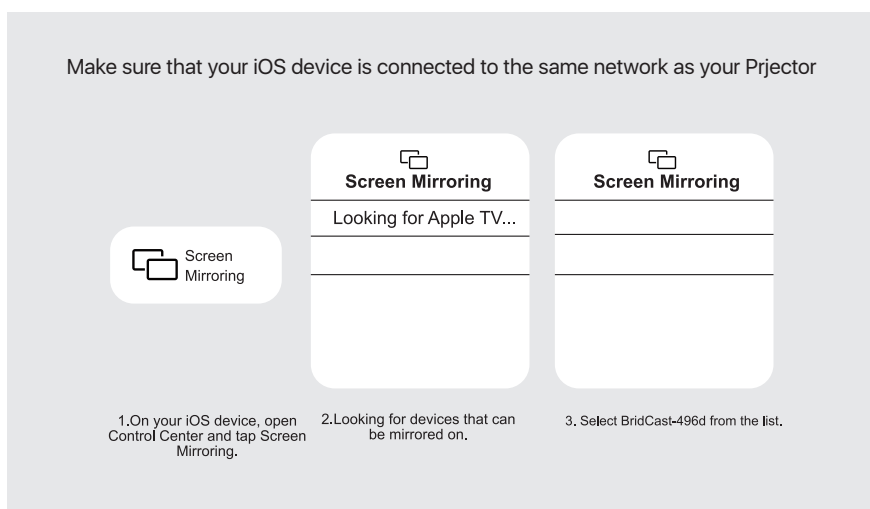 Make sure that your iOS device is connected to the same network as your Prjector
Screen
Mirroring
Screen Mirroring
Looking for Apple TV...
Screen Mirroring
1.On your iOS device, open
Control Center and tap Screen
Mirroring.
2.Looking for devices that can
be mirrored on.
3. Select BridCast-496d from the list.